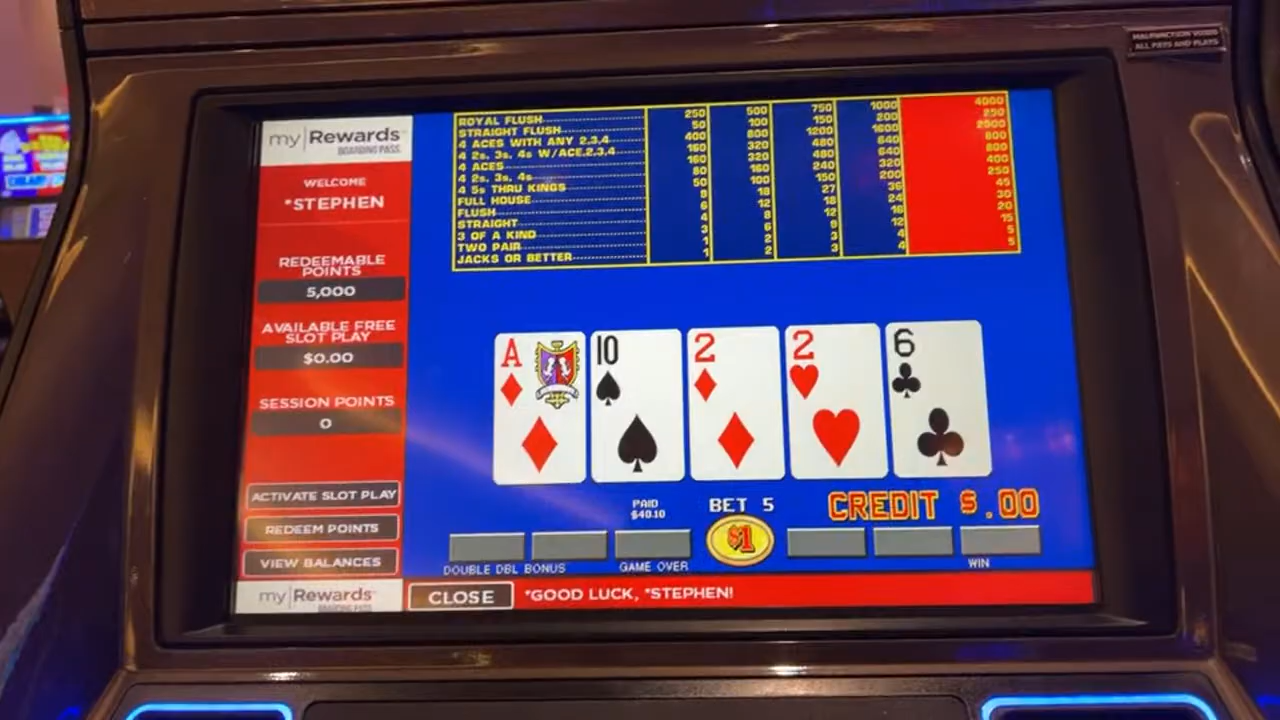 MALFUNCTION VOIDS
ALL PAYS AND PLAYS
my|Rewards
BOARDING PASS
WELCOME
*STEPHEN
REDEEMABLE
POINTS
5,000
AVAILABLE FREE
SLOT PLAY
$0.00
SESSION POINTS
0
ACTIVATE SLOT PLAY
REDEEM POINTS
VIEW BALANCES
my|Rewards
BOARDING PASS
ROYAL FLUSH 250 500 750 1000 4000
STRAIGHT FLUSH 50 100 150 200 250
4 ACES WITH ANY 2,3,4 400 800 1200 1600 2000
4 2s, 3s, 4s W/ACE,2,3,4 160 320 480 640 800
4 ACES 160 320 480 640 800
4 2s, 3s, 4s 80 160 240 320 400
4 5s THRU KINGS 50 100 150 200 250
FULL HOUSE 9 18 27 36 45
FLUSH 6 12 18 24 30
STRAIGHT 4 8 12 16 20
3 OF A KIND 3 6 9 12 15
TWO PAIR 1 2 3 4 5
JACKS OR BETTER 1 2 3 4 5
A 10 2 2 6
PAID
$40.10
BET 5
CREDIT $.00
$1
DOUBLE DBL BONUS
GAME OVER
WIN
CLOSE
*GOOD LUCK, *STEPHEN!